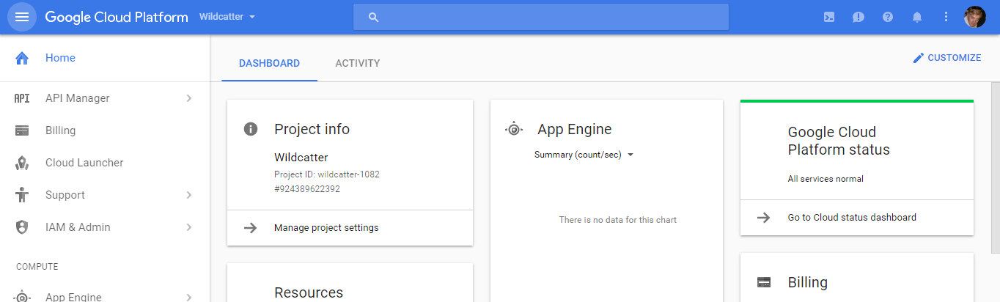 Google Cloud Platform Wildcatter
Home
API API Manager
Billing
Cloud Launcher
Support
IAM & Admin
COMPUTE
App Engine
DASHBOARD ACTIVITY
CUSTOMIZE
Project info
Wildcatter
Project ID: wildcatter-1082
#924389622392
Manage project settings
Resources
App Engine
Summary (count/sec)
There is no data for this chart
Google Cloud
Platform status
All services normal
Go to Cloud status dashboard
Billing